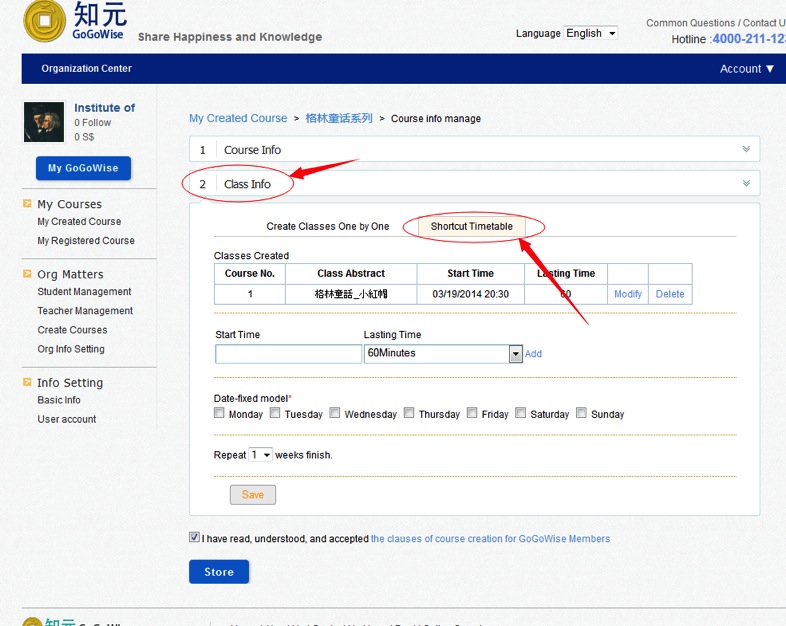 知元
GoGoWise
Share Happiness and Knowledge
Language English
Common Questions / Contact U
Hotline :4000-211-123
Organization Center
Account ▼
Institute of
0 Follow
0 S$
My GoGoWise
My Courses
My Created Course
My Registered Course
Org Matters
Student Management
Teacher Management
Create Courses
Org Info Setting
Info Setting
Basic Info
User account
My Created Course > 格林童话系列 > Course info manage
1 Course Info
2 Class Info
Create Classes One by One
Shortcut Timetable
Classes Created
Course No. Class Abstract Start Time Lasting Time
1 格林童話_小紅帽 03/19/2014 20:30 60 Modify Delete
Start Time Lasting Time
60Minutes Add
Date-fixed model*
Monday Tuesday Wednesday Thursday Friday Saturday Sunday
Repeat 1 weeks finish.
Save
I have read, understood, and accepted the clauses of course creation for GoGoWise Members
Store
知元